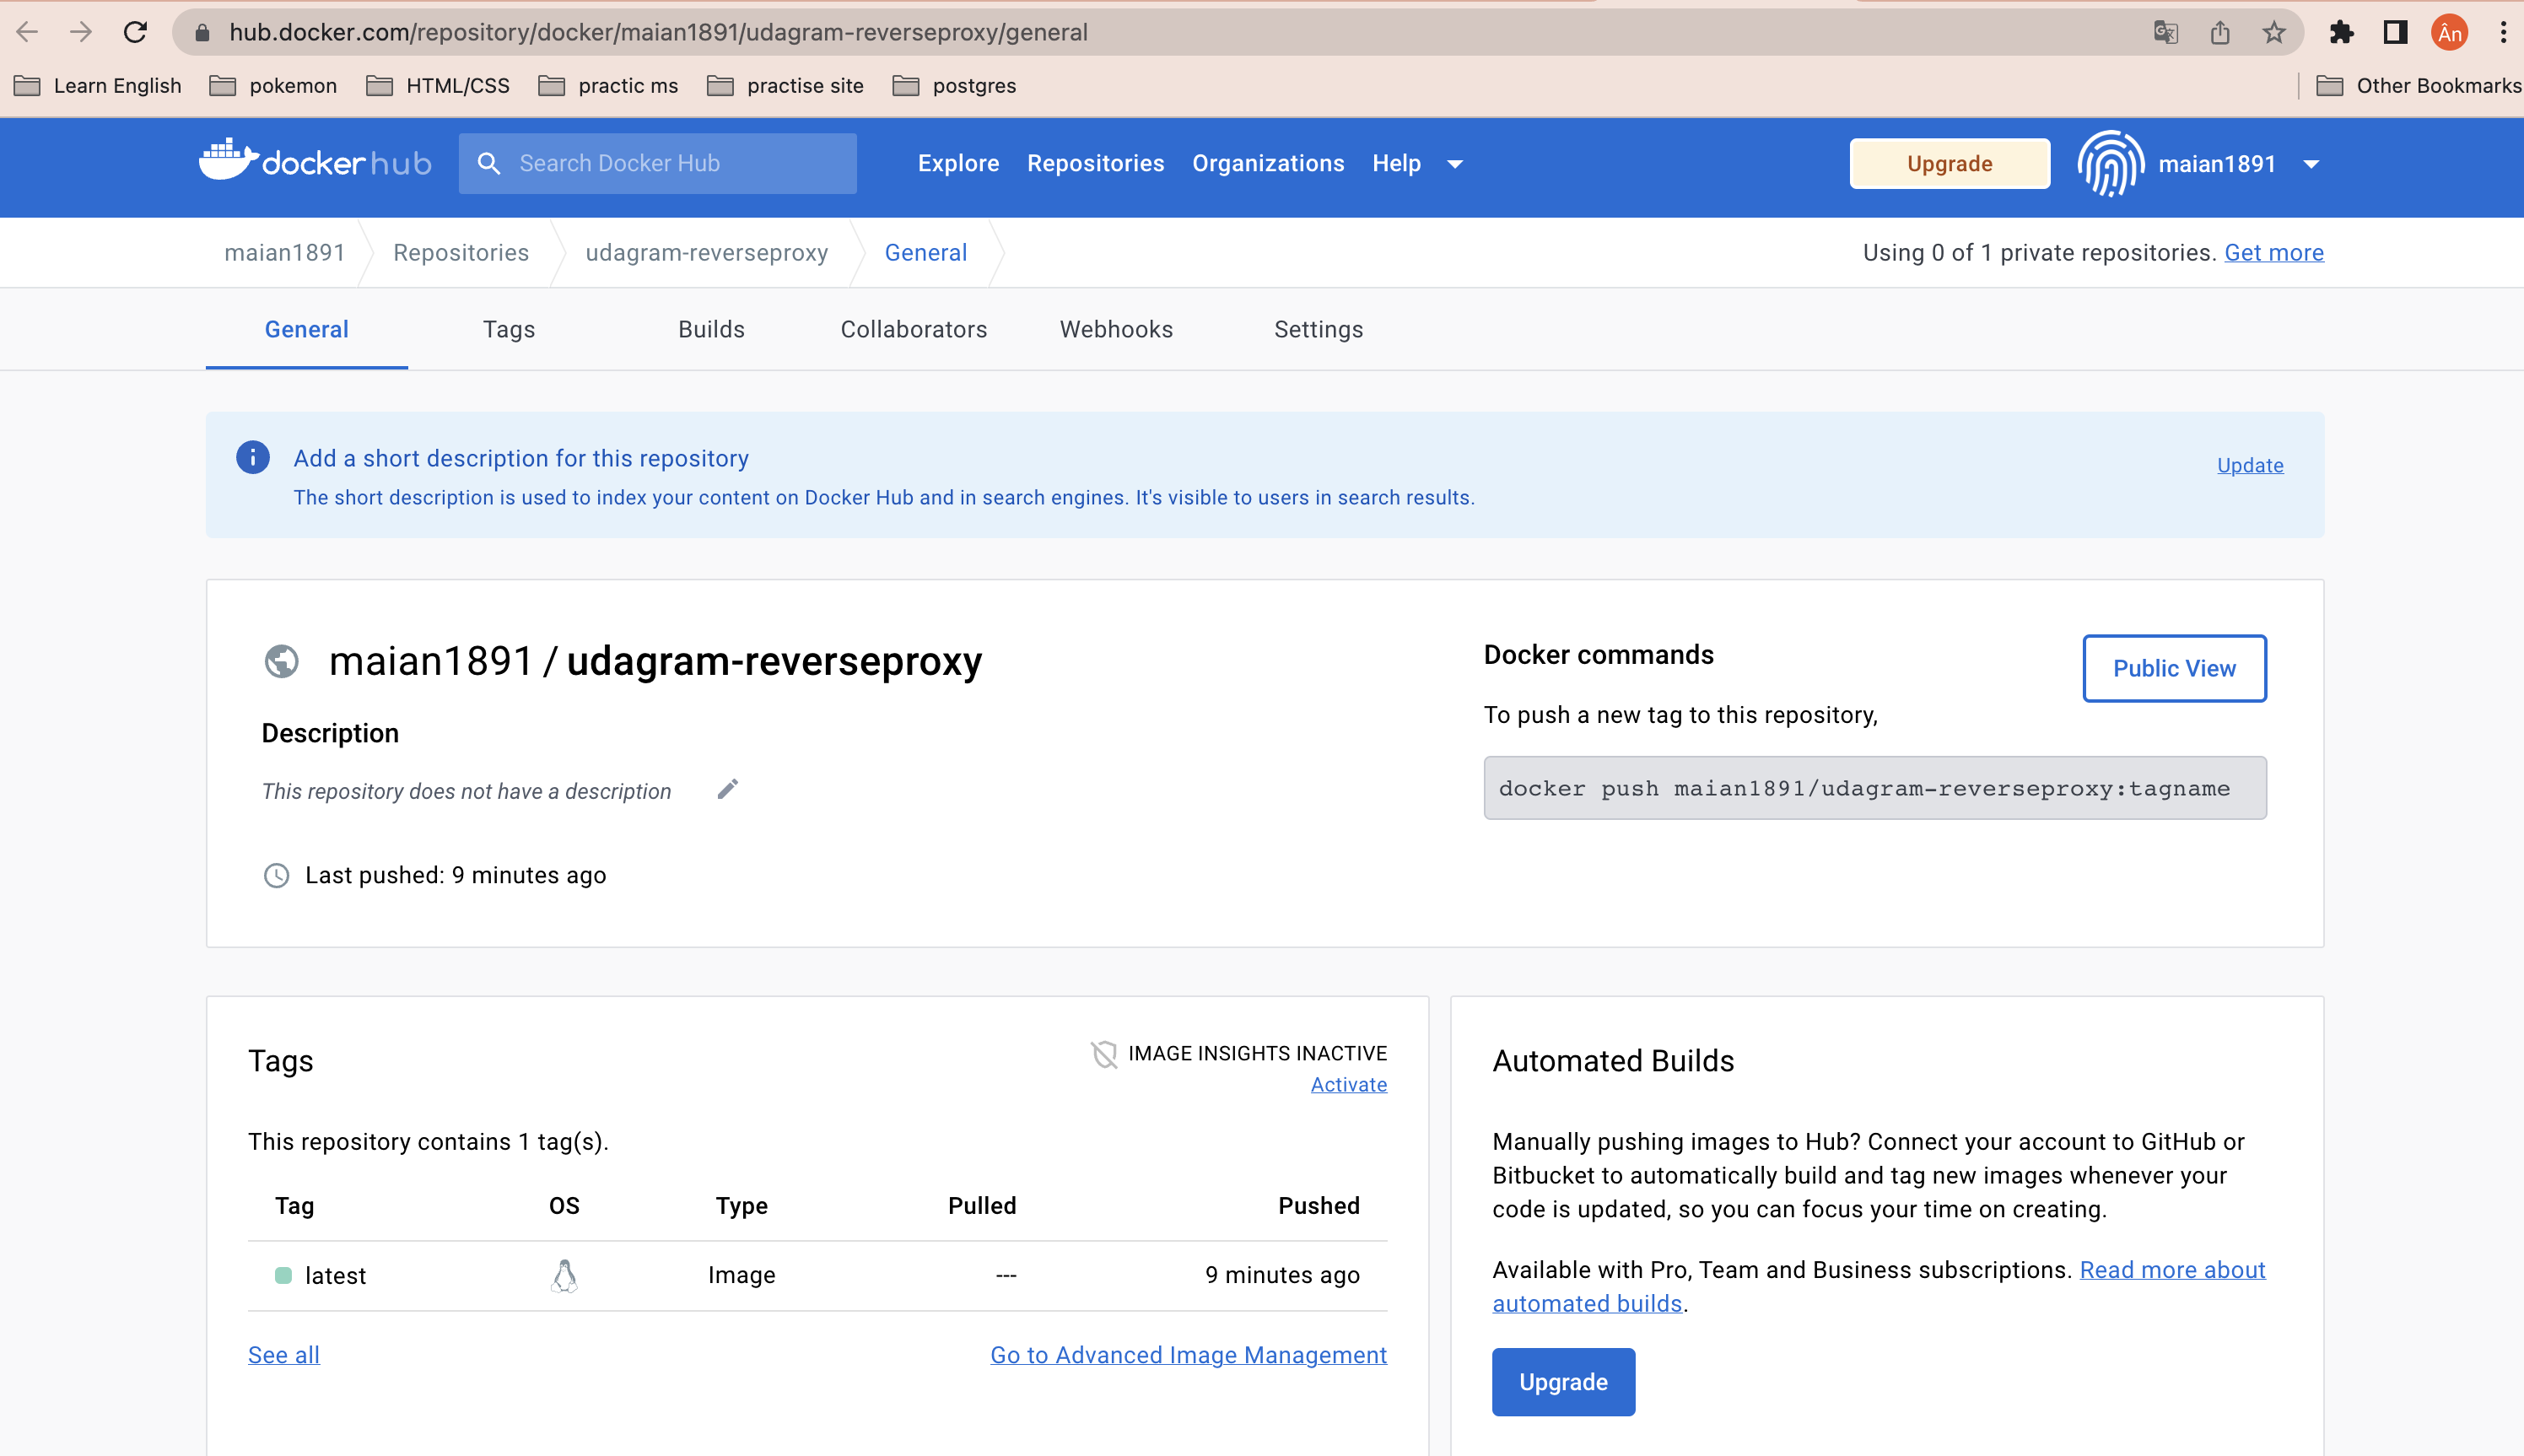 hub.docker.com/repository/docker/maian1891/udagram-reverseproxy/general
Ân
Learn English pokemon HTML/CSS practic ms practise site postgres Other Bookmarks
dockerhub Search Docker Hub Explore Repositories Organizations Help Upgrade maian1891
maian1891 Repositories udagram-reverseproxy General Using 0 of 1 private repositories. Get more
General Tags Builds Collaborators Webhooks Settings
Add a short description for this repository
The short description is used to index your content on Docker Hub and in search engines. It's visible to users in search results.
Update
maian1891 / udagram-reverseproxy
Description
This repository does not have a description
Last pushed: 9 minutes ago
Docker commands
Public View
To push a new tag to this repository,
docker push maian1891/udagram-reverseproxy:tagname
Tags
IMAGE INSIGHTS INACTIVE
Activate
This repository contains 1 tag(s).
Tag OS Type Pulled Pushed
latest Image --- 9 minutes ago
See all Go to Advanced Image Management
Automated Builds
Manually pushing images to Hub? Connect your account to GitHub or
Bitbucket to automatically build and tag new images whenever your
code is updated, so you can focus your time on creating.
Available with Pro, Team and Business subscriptions. Read more about
automated builds.
Upgrade